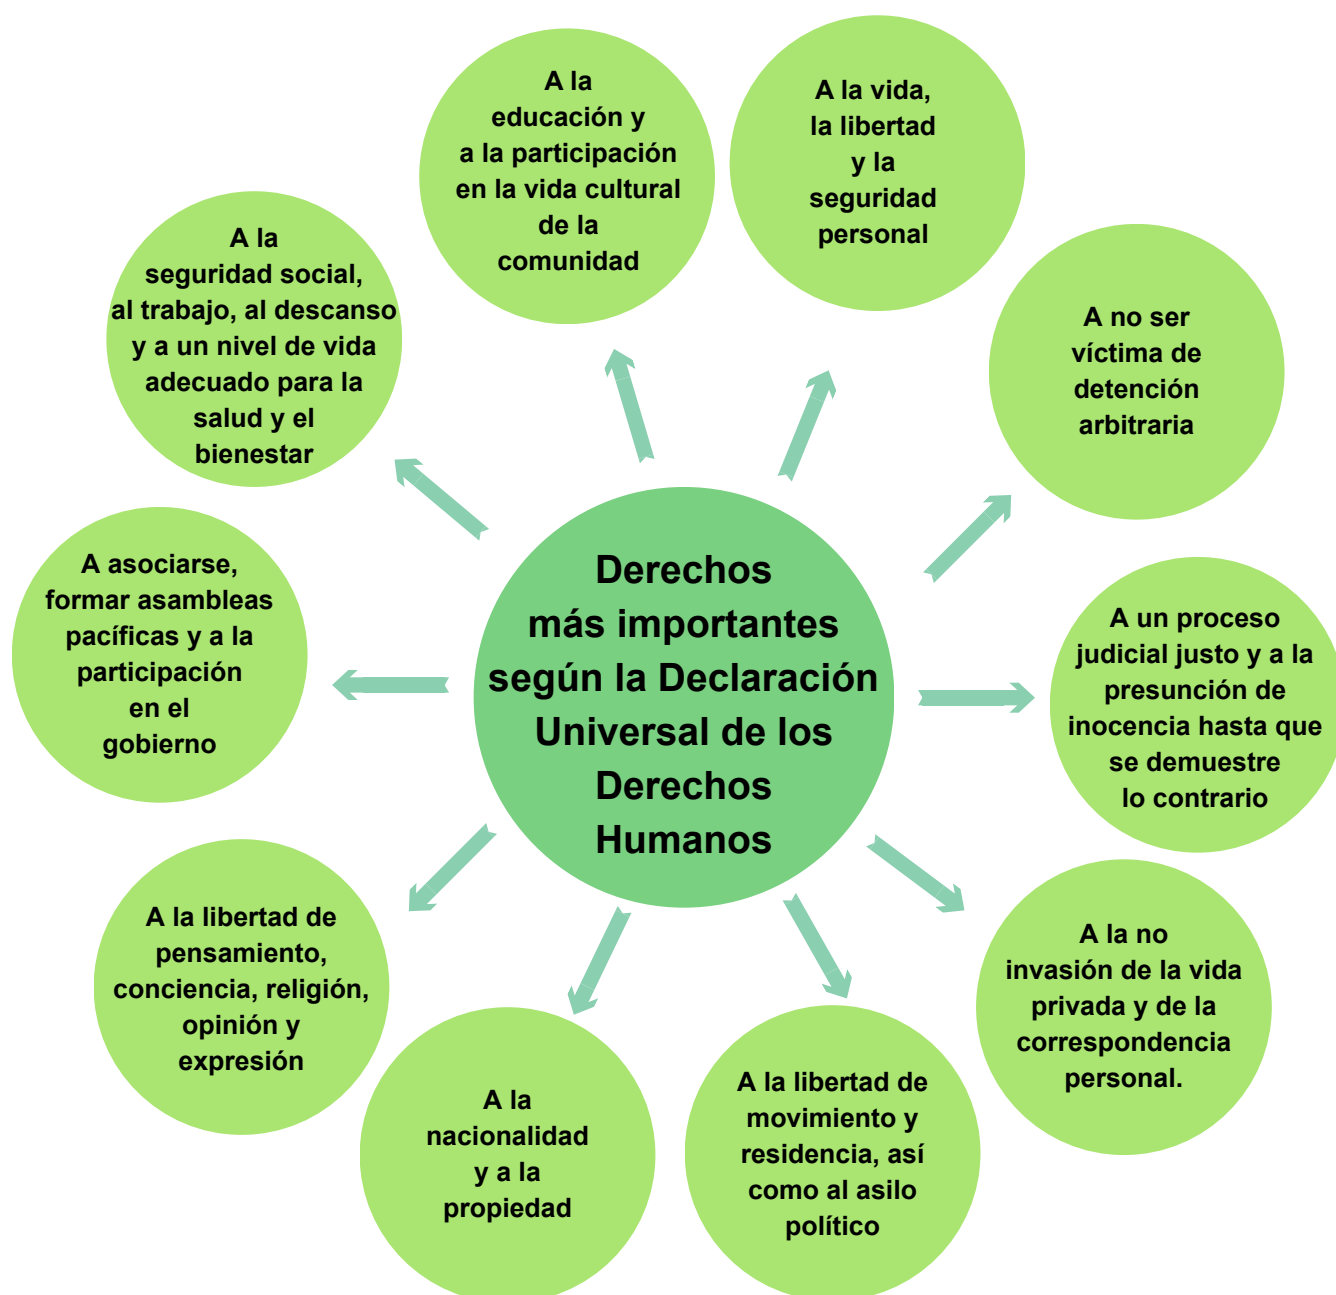 Derechos
más importantes
según la Declaración
Universal de los
Derechos
Humanos
A la vida,
la libertad
y la
seguridad
personal
A no ser
víctima de
detención
arbitraria
A un proceso
judicial justo y a la
presunción de
inocencia hasta que
se demuestre
lo contrario
A la no
invasión de la vida
privada y de la
correspondencia
personal.
A la libertad de
movimiento y
residencia, así
como al asilo
político
A la
nacionalidad
y a la
propiedad
A la libertad de
pensamiento,
conciencia, religión,
opinión y
expresión
A asociarse,
formar asambleas
pacíficas y a la
participación
en el
gobierno
A la
seguridad social,
al trabajo, al descanso
y a un nivel de vida
adecuado para la
salud y el
bienestar
A la
educación y
a la participación
en la vida cultural
de la
comunidad